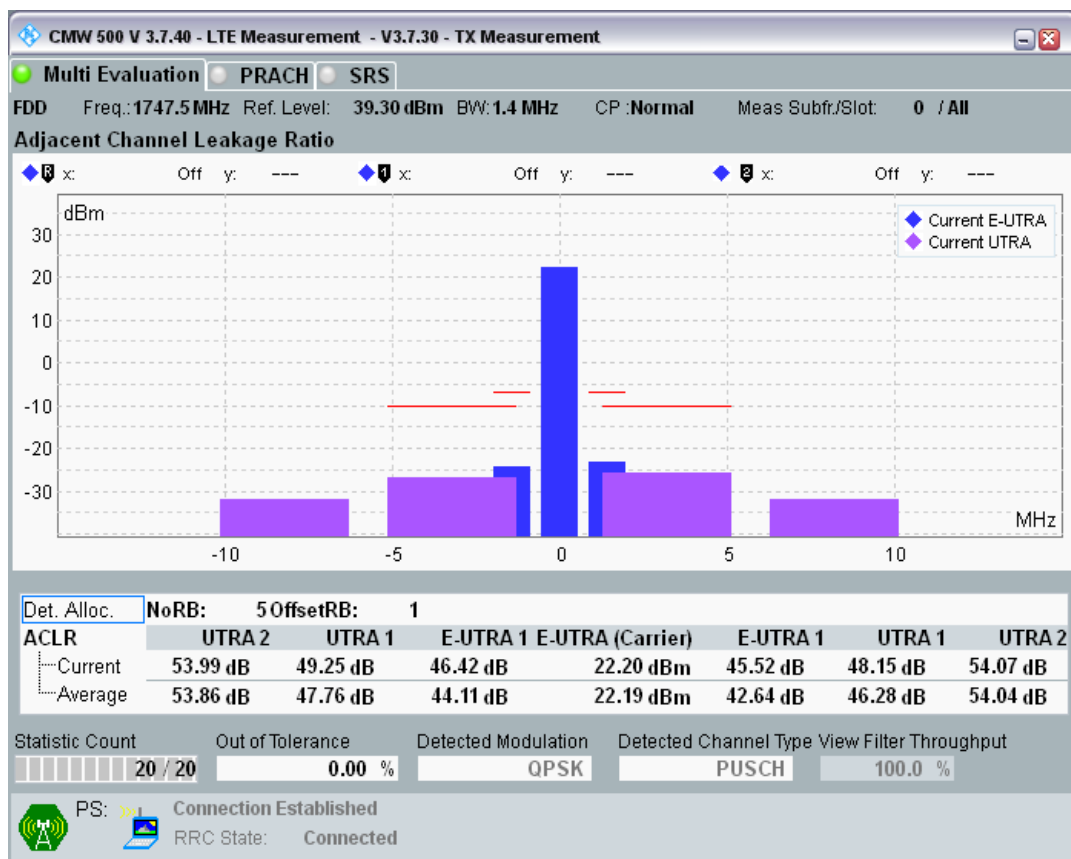 CMW 500 V 3.7.40 - LTE Measurement - V3.7.30 - TX Measurement
Multi Evaluation PRACH SRS
FDD Freq.: 1747.5 MHz Ref. Level: 39.30 dBm BW: 1.4 MHz CP :Normal Meas Subfr./Slot: 0 / All
Adjacent Channel Leakage Ratio
R x: Off y: --- 1 x: Off y: --- 2 x: Off y: ---
dBm
Current E-UTRA
Current UTRA
30
20
10
0
-10
-20
-30
MHz
-10 -5 0 5 10
Det. Alloc. NoRB: 5 OffsetRB: 1
ACLR UTRA 2 UTRA 1 E-UTRA 1 E-UTRA (Carrier) E-UTRA 1 UTRA 1 UTRA 2
Current 53.99 dB 49.25 dB 46.42 dB 22.20 dBm 45.52 dB 48.15 dB 54.07 dB
Average 53.86 dB 47.76 dB 44.11 dB 22.19 dBm 42.64 dB 46.28 dB 54.04 dB
Statistic Count Out of Tolerance Detected Modulation Detected Channel Type View Filter Throughput
20 / 20 0.00 % QPSK PUSCH 100.0 %
PS: Connection Established
RRC State: Connected